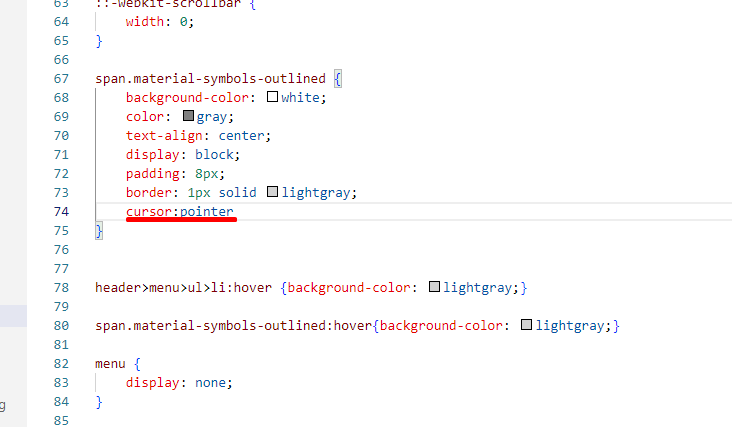 63 ::-webkit-scrollbar {
64 width: 0;
65 }
66
67 span.material-symbols-outlined {
68 background-color: white;
69 color: gray;
70 text-align: center;
71 display: block;
72 padding: 8px;
73 border: 1px solid lightgray;
74 cursor:pointer
75 }
76
77
78 header>menu>ul>li:hover {background-color: lightgray;}
79
80 span.material-symbols-outlined:hover{background-color: lightgray;}
81
82 menu {
83 display: none;
84 }
g
85